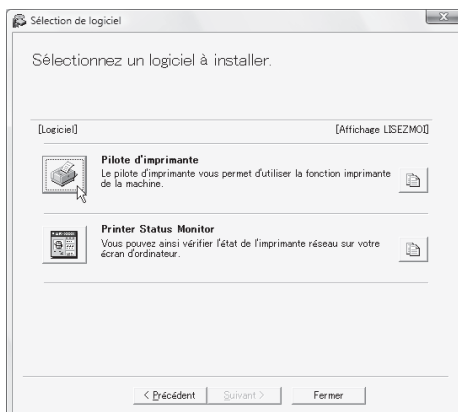 Sélection de logiciel
Sélectionnez un logiciel à installer.
[Logiciel] [Affichage LISEZMOI]
Pilote d'imprimante
Le pilote d'imprimante vous permet d'utiliser la fonction imprimante
de la machine.
Printer Status Monitor
Vous pouvez ainsi vérifier l'état de l'imprimante réseau sur votre
écran d'ordinateur.
< Précédent Suivant > Fermer